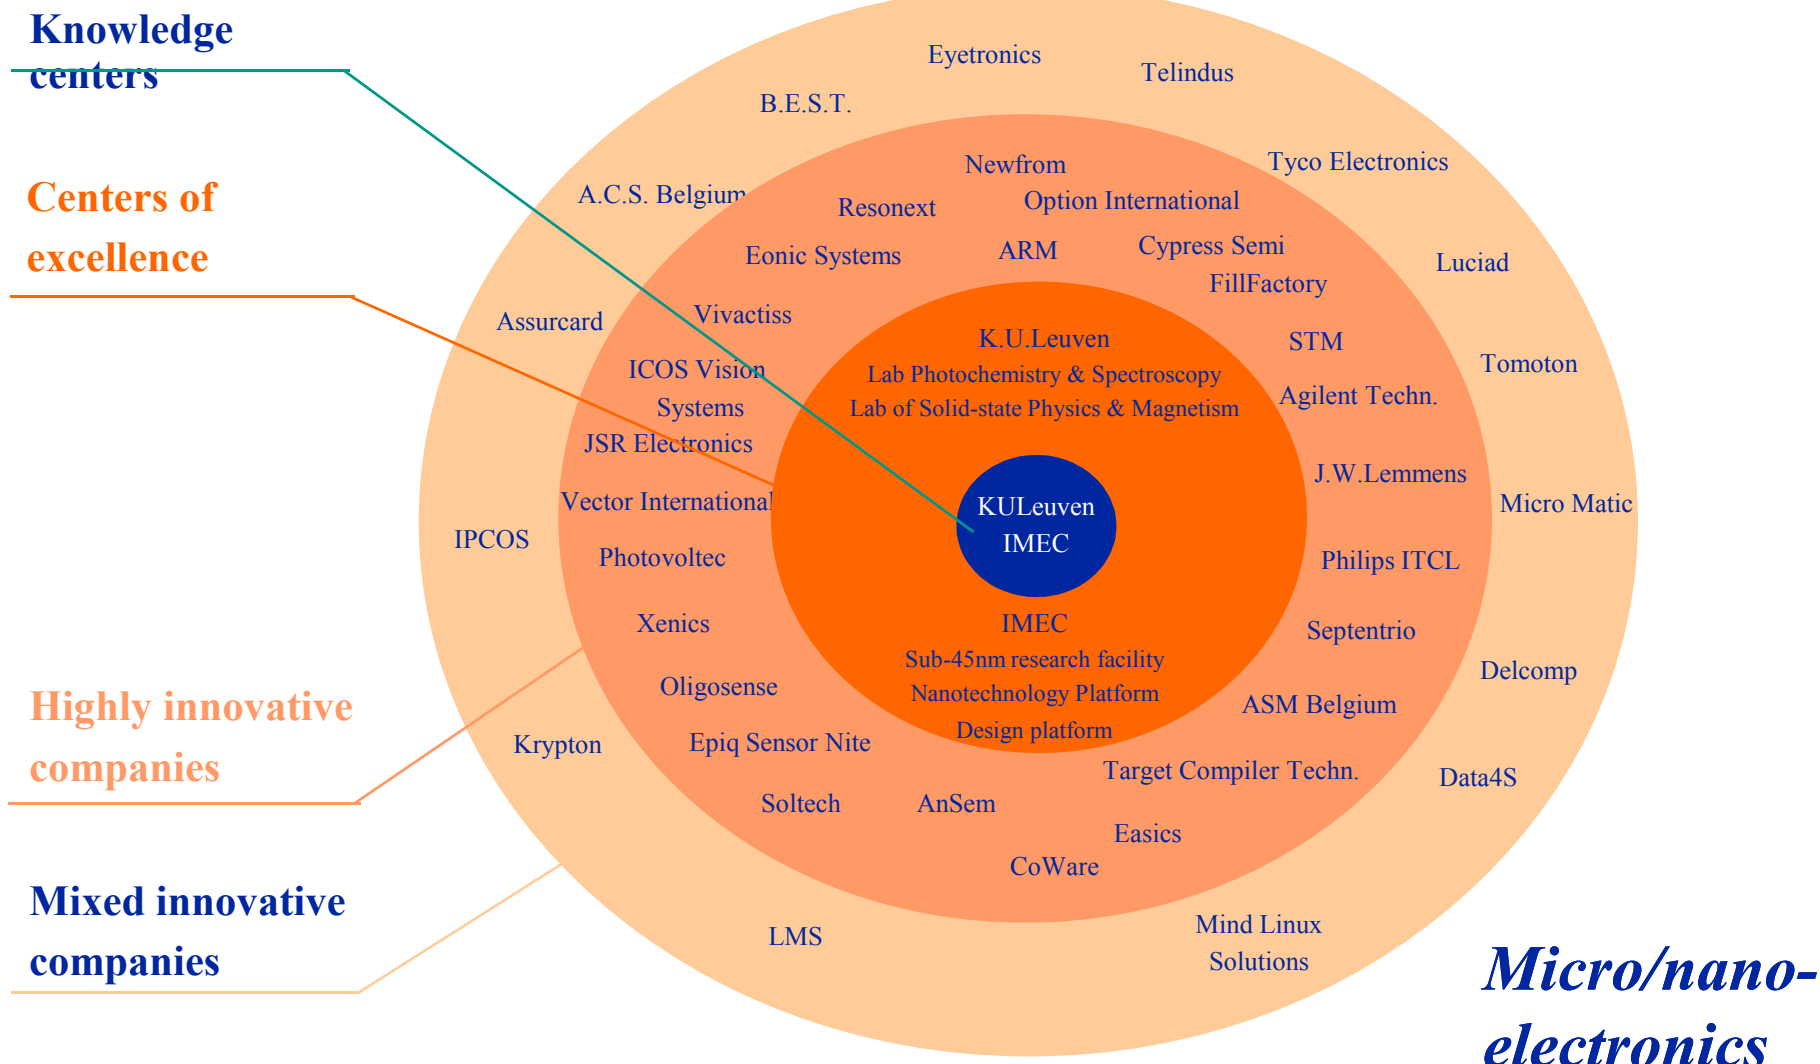 Knowledge
centers
Centers of
excellence
Highly innovative
companies
Mixed innovative
companies
Eyetronics
Telindus
B.E.S.T.
Tyco Electronics
A.C.S. Belgium
Luciad
Assurcard
Tomoton
Micro Matic
IPCOS
Delcomp
Krypton
Data4S
LMS
Mind Linux
Solutions
Newfrom
Option International
Resonext
ARM
Cypress Semi
Eonic Systems
FillFactory
Vivactiss
STM
ICOS Vision
Systems
Agilent Techn.
JSR Electronics
J.W.Lemmens
Vector International
Photovoltec
Philips ITCL
Xenics
Septentrio
Oligosense
ASM Belgium
Epiq Sensor Nite
Target Compiler Techn.
Soltech
AnSem
Easics
CoWare
K.U.Leuven
Lab Photochemistry & Spectroscopy
Lab of Solid-state Physics & Magnetism
KULeuven
IMEC
IMEC
Sub-45nm research facility
Nanotechnology Platform
Design platform
Micro/nano-
electronics